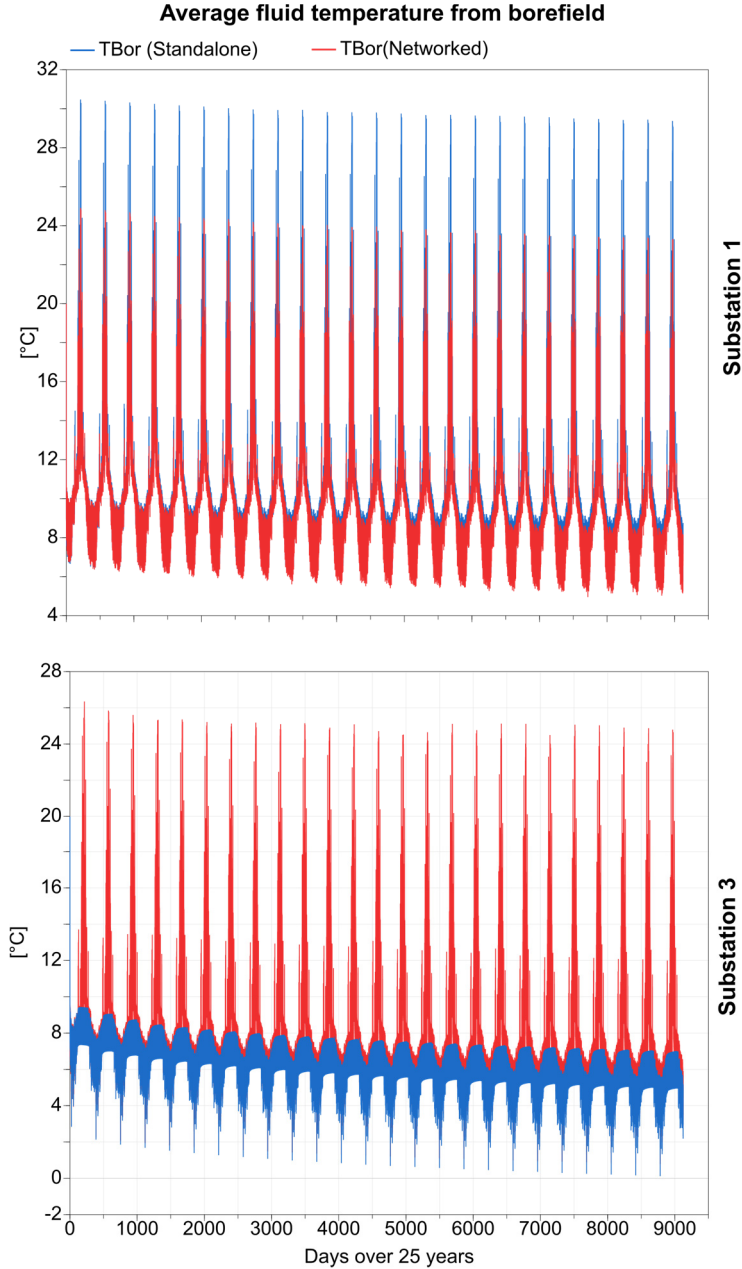 Average fluid temperature from borefield
TBor (Standalone) TBor(Networked)
32
28
24
20
16
12
8
4
[°C]
Substation 1
28
24
20
16
12
8
4
0
-2
[°C]
Substation 3
0 1000 2000 3000 4000 5000 6000 7000 8000 9000
Days over 25 years